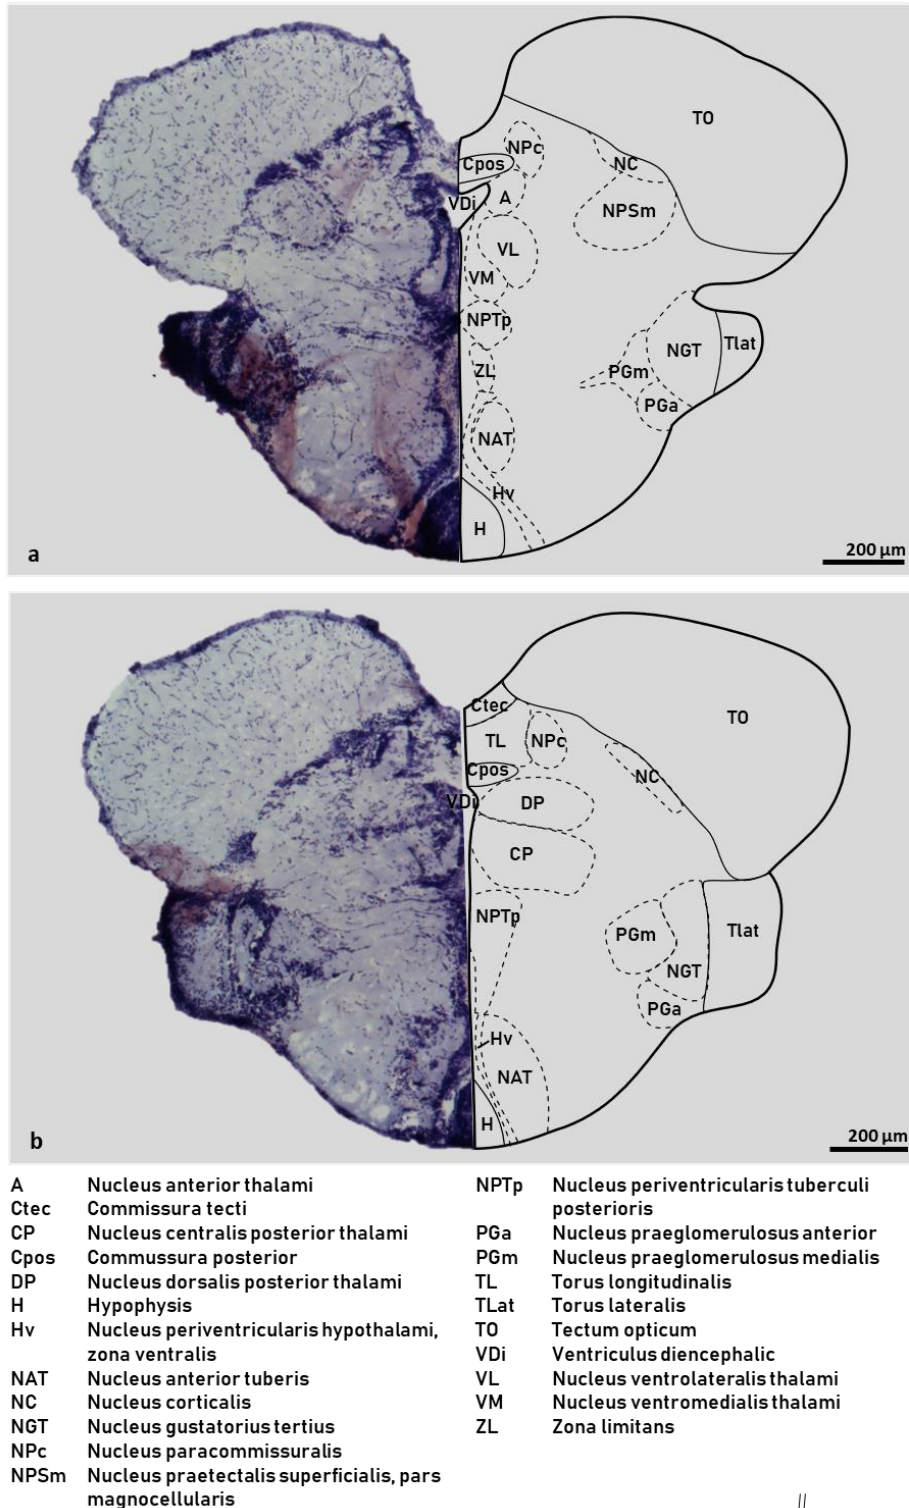 TO
NPc
Cpos
NC
VDi
A
NPSm
VL
VM
NPTp
NGT
Tlat
ZL
PGm
PGa
NAT
Hv
H
a
200 µm
Ctec
TO
TL
NPc
Cpos
NC
VDi
DP
CP
NPTp
PGm
Tlat
NGT
PGa
Hv
NAT
H
b
200 µm
A Nucleus anterior thalami
Ctec Commissura tecti
CP Nucleus centralis posterior thalami
Cpos Commussura posterior
DP Nucleus dorsalis posterior thalami
H Hypophysis
Hv Nucleus periventricularis hypothalami,
zona ventralis
NAT Nucleus anterior tuberis
NC Nucleus corticalis
NGT Nucleus gustatorius tertius
NPc Nucleus paracommissuralis
NPSm Nucleus praetectalis superficialis, pars
magnocellularis
NPTp Nucleus periventricularis tuberculi
posterioris
PGa Nucleus praeglomerulosus anterior
PGm Nucleus praeglomerulosus medialis
TL Torus longitudinalis
TLat Torus lateralis
TO Tectum opticum
VDi Ventriculus diencephalic
VL Nucleus ventrolateralis thalami
VM Nucleus ventromedialis thalami
ZL Zona limitans